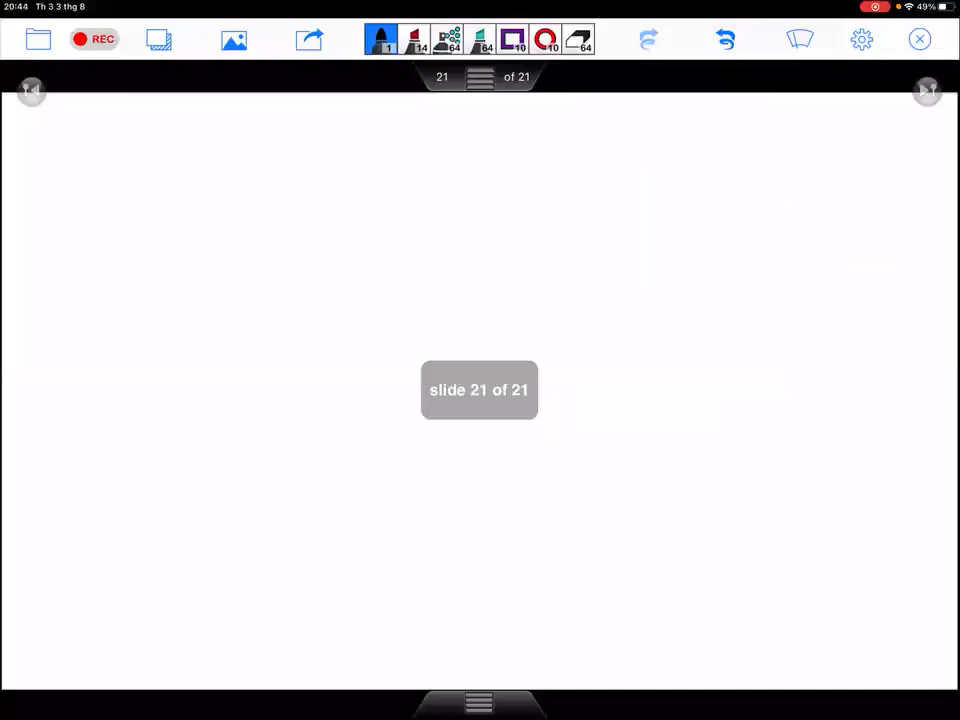 20:44 Th 3 3 thg 8
49%
REC
1 14 64 64 10 10 64
21 of 21
slide 21 of 21